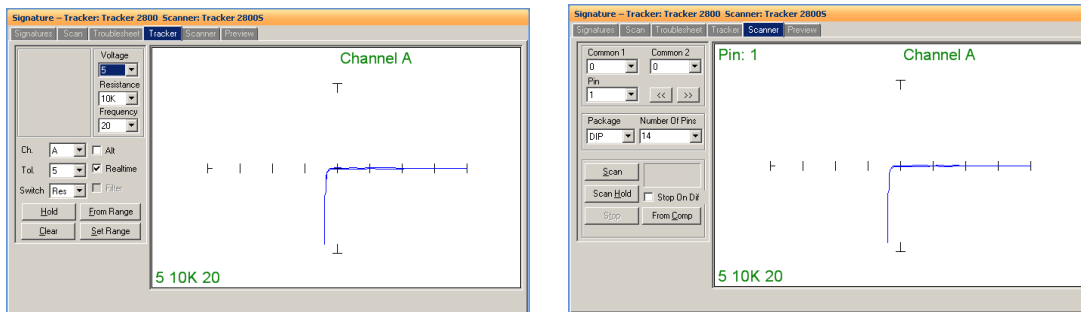 Signature – Tracker: Tracker 2800 Scanner: Tracker 2800S
Signatures Scan Troubleshoot Tracker Scanner Preview
Voltage
5
Resistance
10K
Frequency
20
Ch. A Alt
Tol. 5 Realtime
Switch Res Filter
Hold From Range
Clear Set Range
Channel A
5 10K 20
Signature – Tracker: Tracker 2800 Scanner: Tracker 2800S
Signatures Scan Troubleshoot Tracker Scanner Preview
Common 1 Common 2
0 0
Pin
1 << >>
Package Number Of Pins
DIP 14
Scan
Scan Hold Stop On Dif
Stop From Comp
Pin: 1 Channel A
5 10K 20